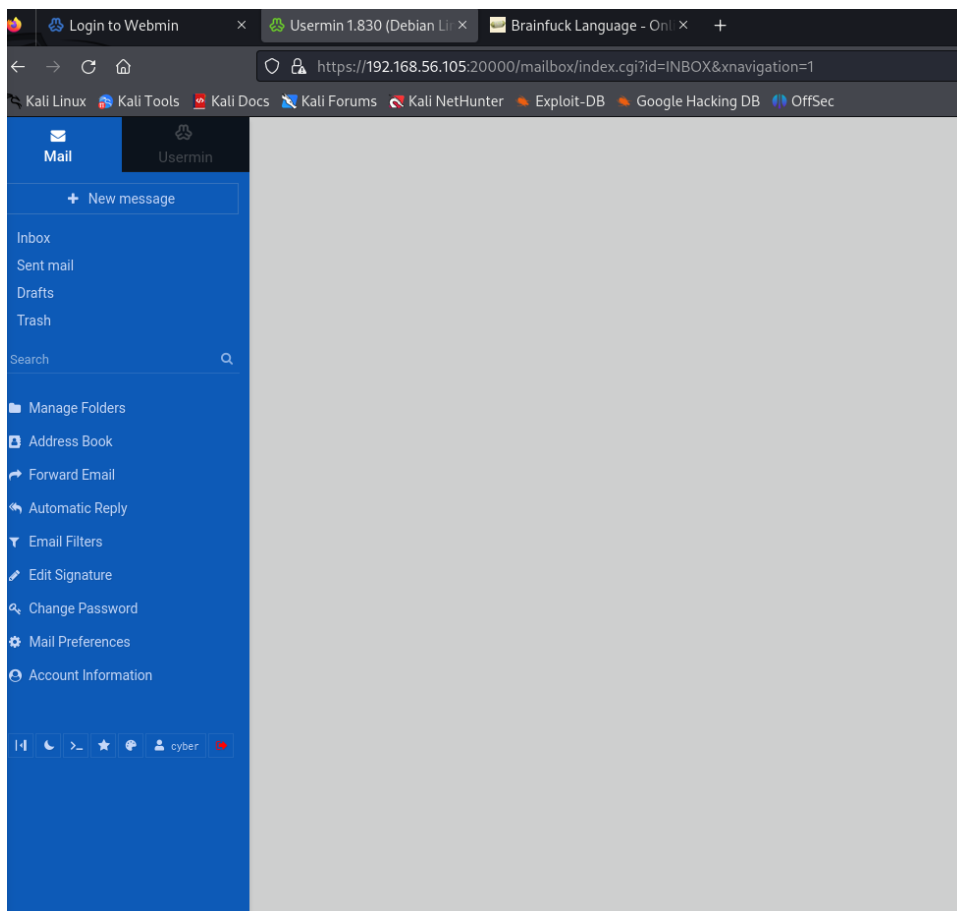 Login to Webmin
Usermin 1.830 (Debian Lin
Brainfuck Language - Onl
https://192.168.56.105:20000/mailbox/index.cgi?id=INBOX&xnavigation=1
Kali Linux Kali Tools Kali Docs Kali Forums Kali NetHunter Exploit-DB Google Hacking DB OffSec
Mail Usermin
New message
Inbox
Sent mail
Drafts
Trash
Search
Manage Folders
Address Book
Forward Email
Automatic Reply
Email Filters
Edit Signature
Change Password
Mail Preferences
Account Information
cyber